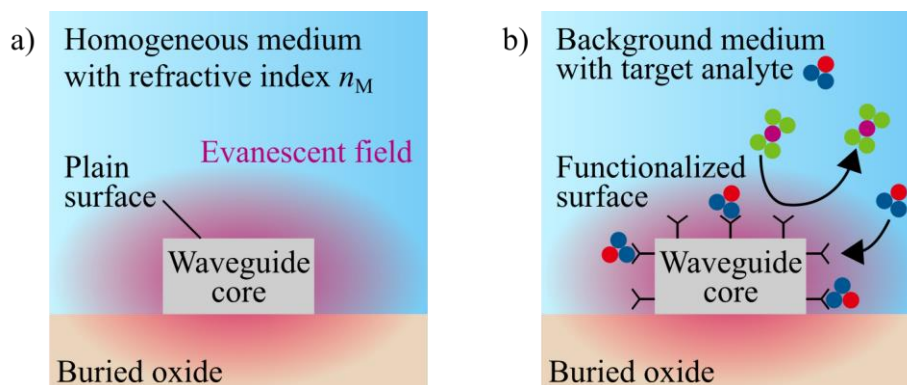 a)
Homogeneous medium
with refractive index nM
Evanescent field
Plain
surface
Waveguide
core
Buried oxide
b)
Background medium
with target analyte
Functionalized
surface
Waveguide
core
Buried oxide